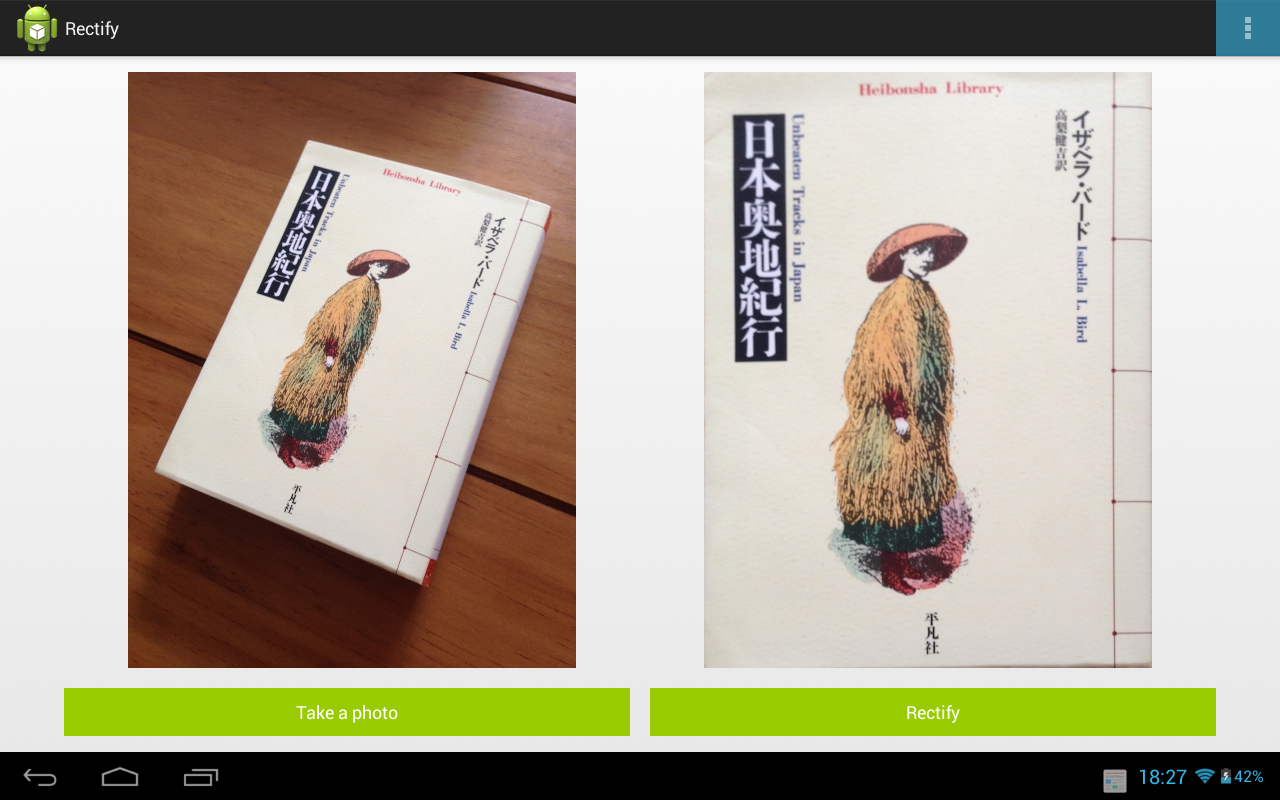 Rectify
Heibonsha Library
日本奥地紀行
Unbeaten Tracks in Japan
イザベラ・バード Isabella L. Bird
高梨健吉訳
平凡社
Heibonsha Library
日本奥地紀行
Unbeaten Tracks in Japan
イザベラ・バード Isabella L. Bird
高梨健吉訳
平凡社
Take a photo
Rectify
18:27
42%